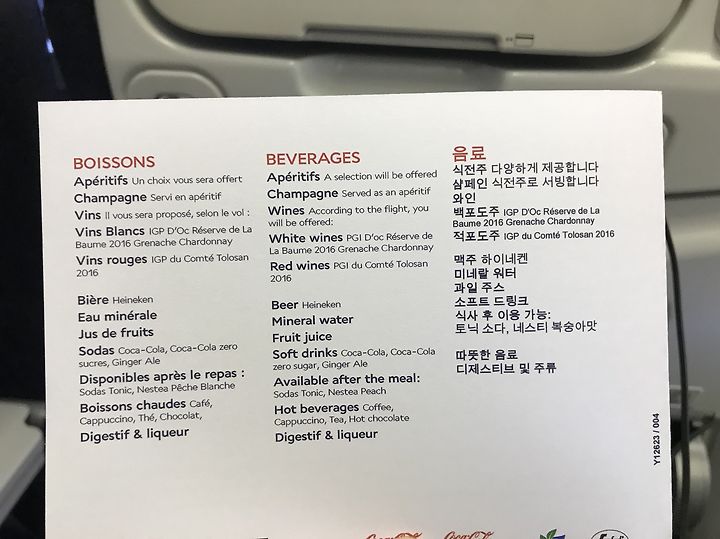 BOISSONS
Apéritifs Un choix vous sera offert
Champagne Servi en apéritif
Vins Il vous sera proposé, selon le vol :
Vins Blancs IGP D'Oc Réserve de La
Baume 2016 Grenache Chardonnay
Vins rouges IGP du Comté Tolosan
2016
Bière Heineken
Eau minérale
Jus de fruits
Sodas Coca-Cola, Coca-Cola zero
sucres, Ginger Ale
Disponibles après le repas :
Sodas Tonic, Nestea Pêche Blanche
Boissons chaudes Café,
Cappuccino, Thé, Chocolat,
Digestif & liqueur
BEVERAGES
Apéritifs A selection will be offered
Champagne Served as an apéritif
Wines According to the flight, you
will be offered:
White wines PGI D'Oc Réserve de
La Baume 2016 Grenache Chardonnay
Red wines PGI du Comté Tolosan
2016
Beer Heineken
Mineral water
Fruit juice
Soft drinks Coca-Cola, Coca-Cola
zero sugar, Ginger Ale
Available after the meal:
Sodas Tonic, Nestea Peach
Hot beverages Coffee,
Cappuccino, Tea, Hot chocolate
Digestif & liqueur
음료
식전주 다양하게 제공합니다
샴페인 식전주로 서빙합니다
와인
백포도주 IGP D'Oc Réserve de La
Baume 2016 Grenache Chardonnay
적포도주 IGP du Comté Tolosan 2016
맥주 하이네켄
미네랄 워터
과일 주스
소프트 드링크
식사 후 이용 가능:
토닉 소다, 네스티 복숭아맛
따뜻한 음료
디제스티브 및 주류
Y12623 / 004